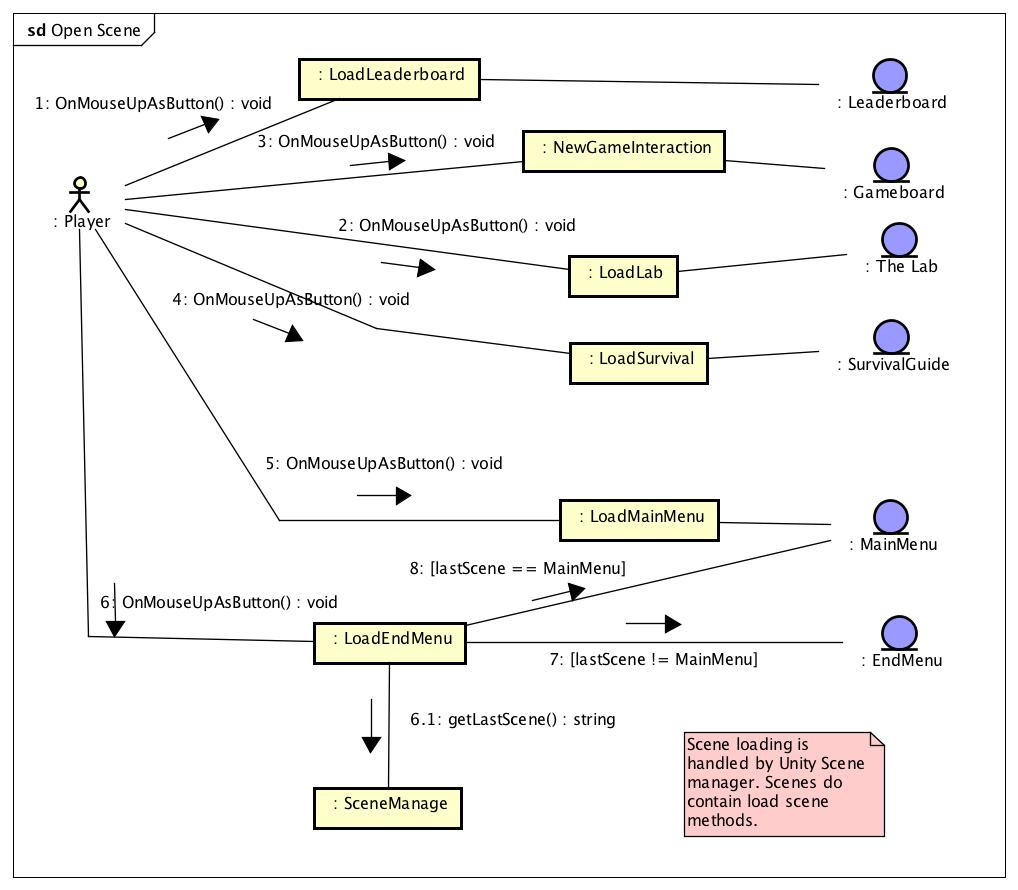 sd Open Scene
: LoadLeaderboard
: Leaderboard
1: OnMouseUpAsButton() : void
3: OnMouseUpAsButton() : void
: NewGameInteraction
: Gameboard
: Player
2: OnMouseUpAsButton() : void
: LoadLab
: The Lab
4: OnMouseUpAsButton() : void
: LoadSurvival
: SurvivalGuide
5: OnMouseUpAsButton() : void
: LoadMainMenu
: MainMenu
8: [lastScene == MainMenu]
6: OnMouseUpAsButton() : void
: LoadEndMenu
7: [lastScene != MainMenu]
: EndMenu
6.1: getLastScene() : string
: SceneManage
Scene loading is
handled by Unity Scene
manager. Scenes do
contain load scene
methods.